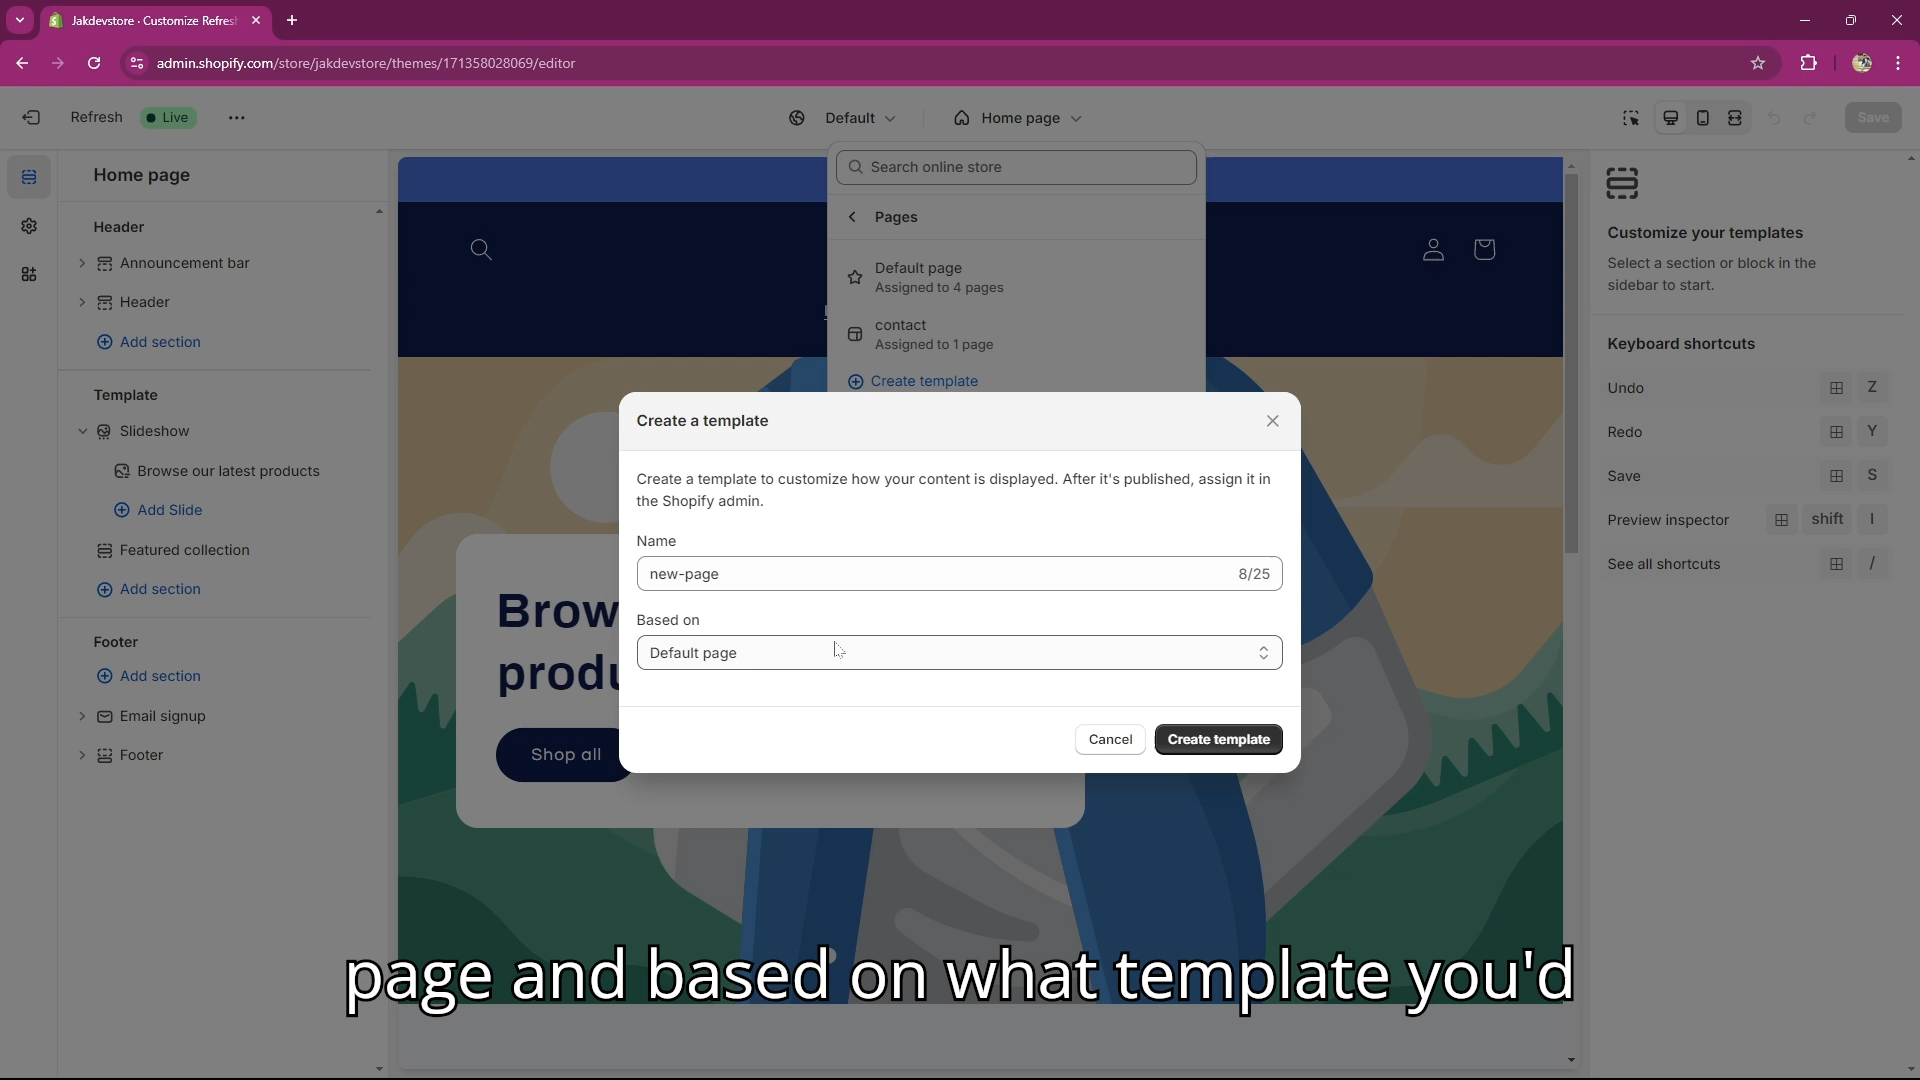 Jakdevstore · Customize Refresh
admin.shopify.com/store/jakdevstore/themes/171358028069/editor
Refresh
Live
Default
Home page
Save
Home page
Header
Announcement bar
Header
Add section
Template
Slideshow
Browse our latest products
Add Slide
Featured collection
Add section
Footer
Add section
Email signup
Footer
Search online store
Pages
Default page
Assigned to 4 pages
contact
Assigned to 1 page
Create template
Brow
produ
Shop all
Create a template
Create a template to customize how your content is displayed. After it's published, assign it in
the Shopify admin.
Name
new-page 8/25
Based on
Default page
Cancel
Create template
Customize your templates
Select a section or block in the
sidebar to start.
Keyboard shortcuts
Undo Z
Redo Y
Save S
Preview inspector shift I
See all shortcuts /
page and based on what template you'd